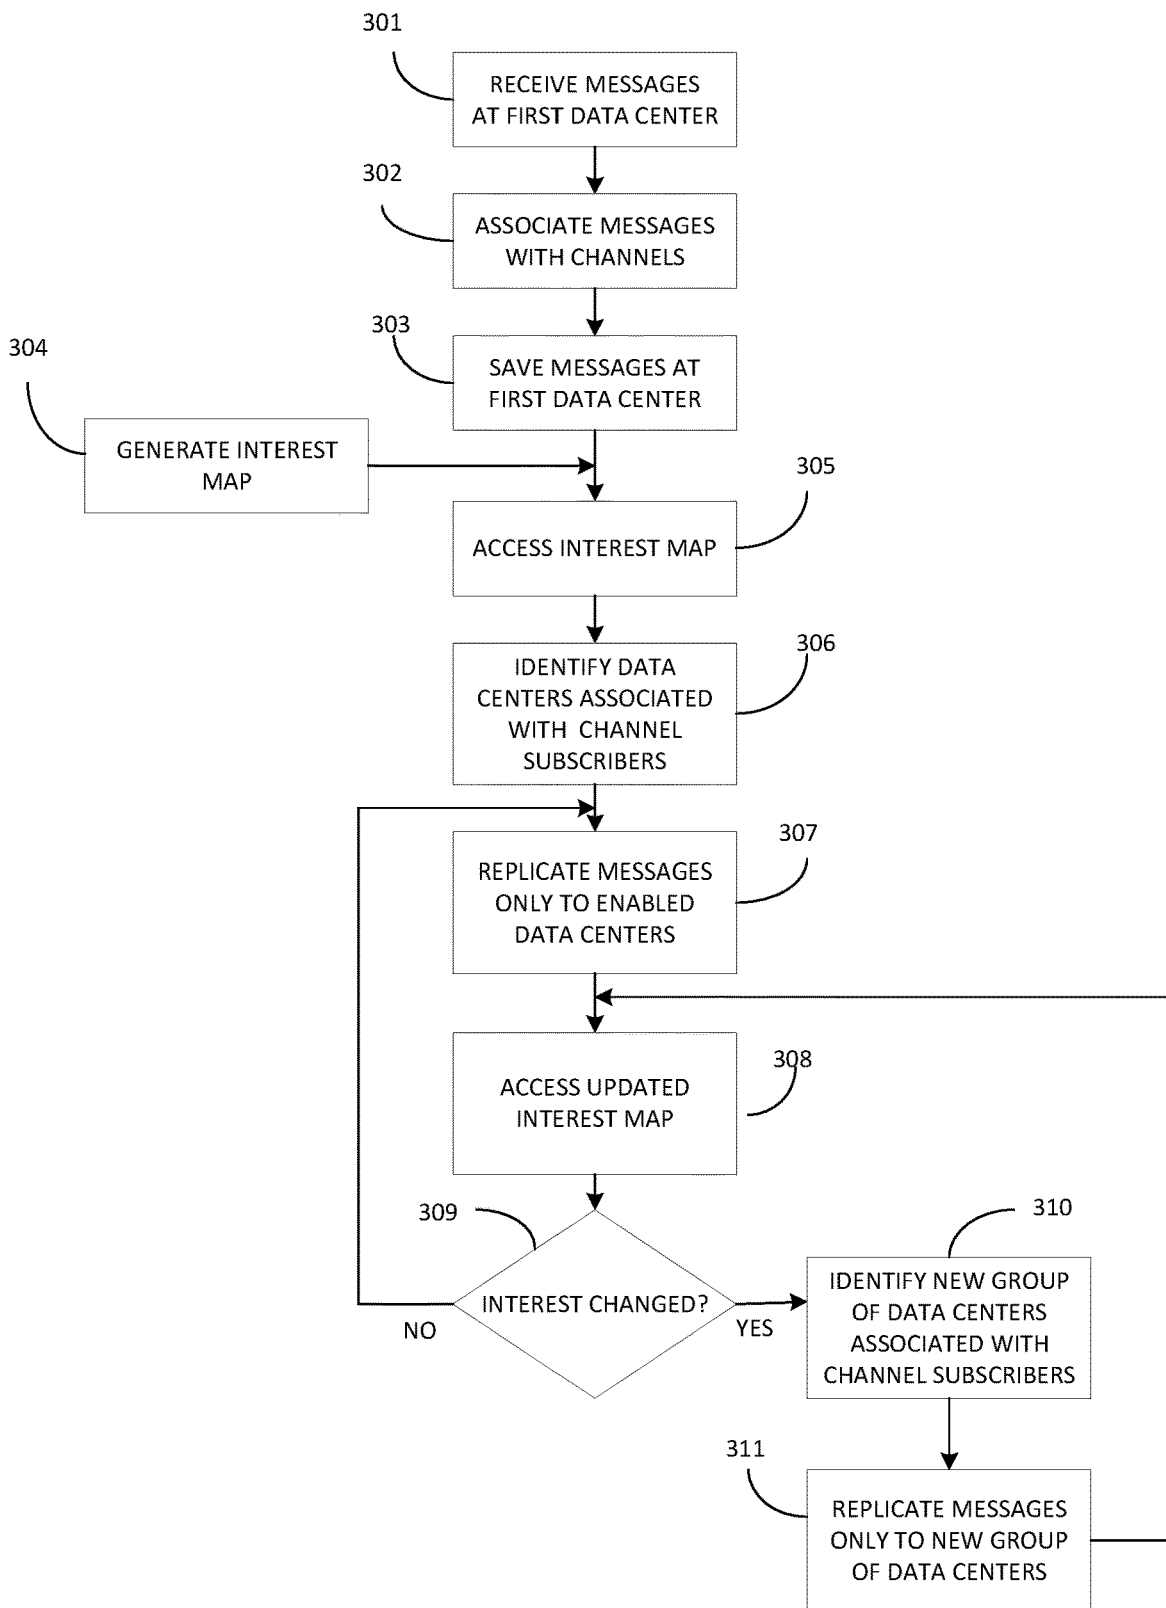 301
RECEIVE MESSAGES
AT FIRST DATA CENTER
302
ASSOCIATE MESSAGES
WITH CHANNELS
303
SAVE MESSAGES AT
FIRST DATA CENTER
304
GENERATE INTEREST
MAP
305
ACCESS INTEREST MAP
306
IDENTIFY DATA
CENTERS ASSOCIATED
WITH CHANNEL
SUBSCRIBERS
307
REPLICATE MESSAGES
ONLY TO ENABLED
DATA CENTERS
308
ACCESS UPDATED
INTEREST MAP
309
INTEREST CHANGED?
NO
YES
310
IDENTIFY NEW GROUP
OF DATA CENTERS
ASSOCIATED WITH
CHANNEL SUBSCRIBERS
311
REPLICATE MESSAGES
ONLY TO NEW GROUP
OF DATA CENTERS